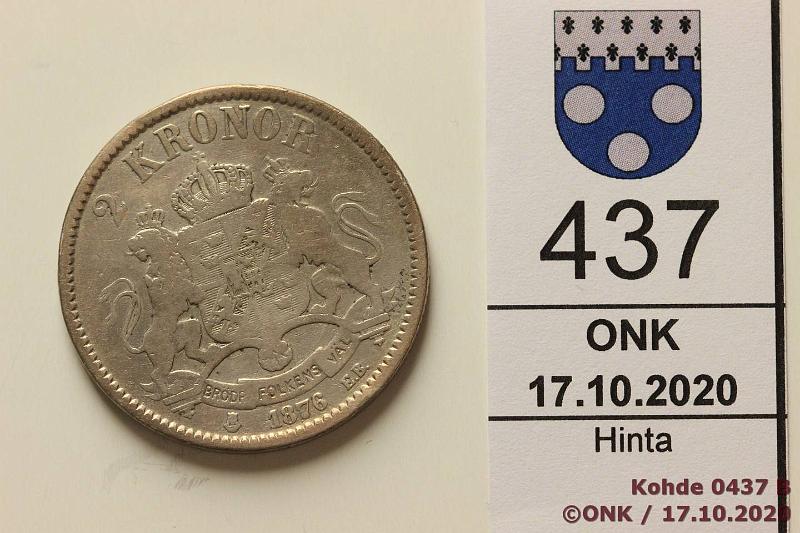 2 KRONOR
BRÖDRAFOLKENS VÄL
1876 E.B.
437
ONK
17.10.2020
Hinta
Kohde 0437 B
©ONK / 17.10.2020